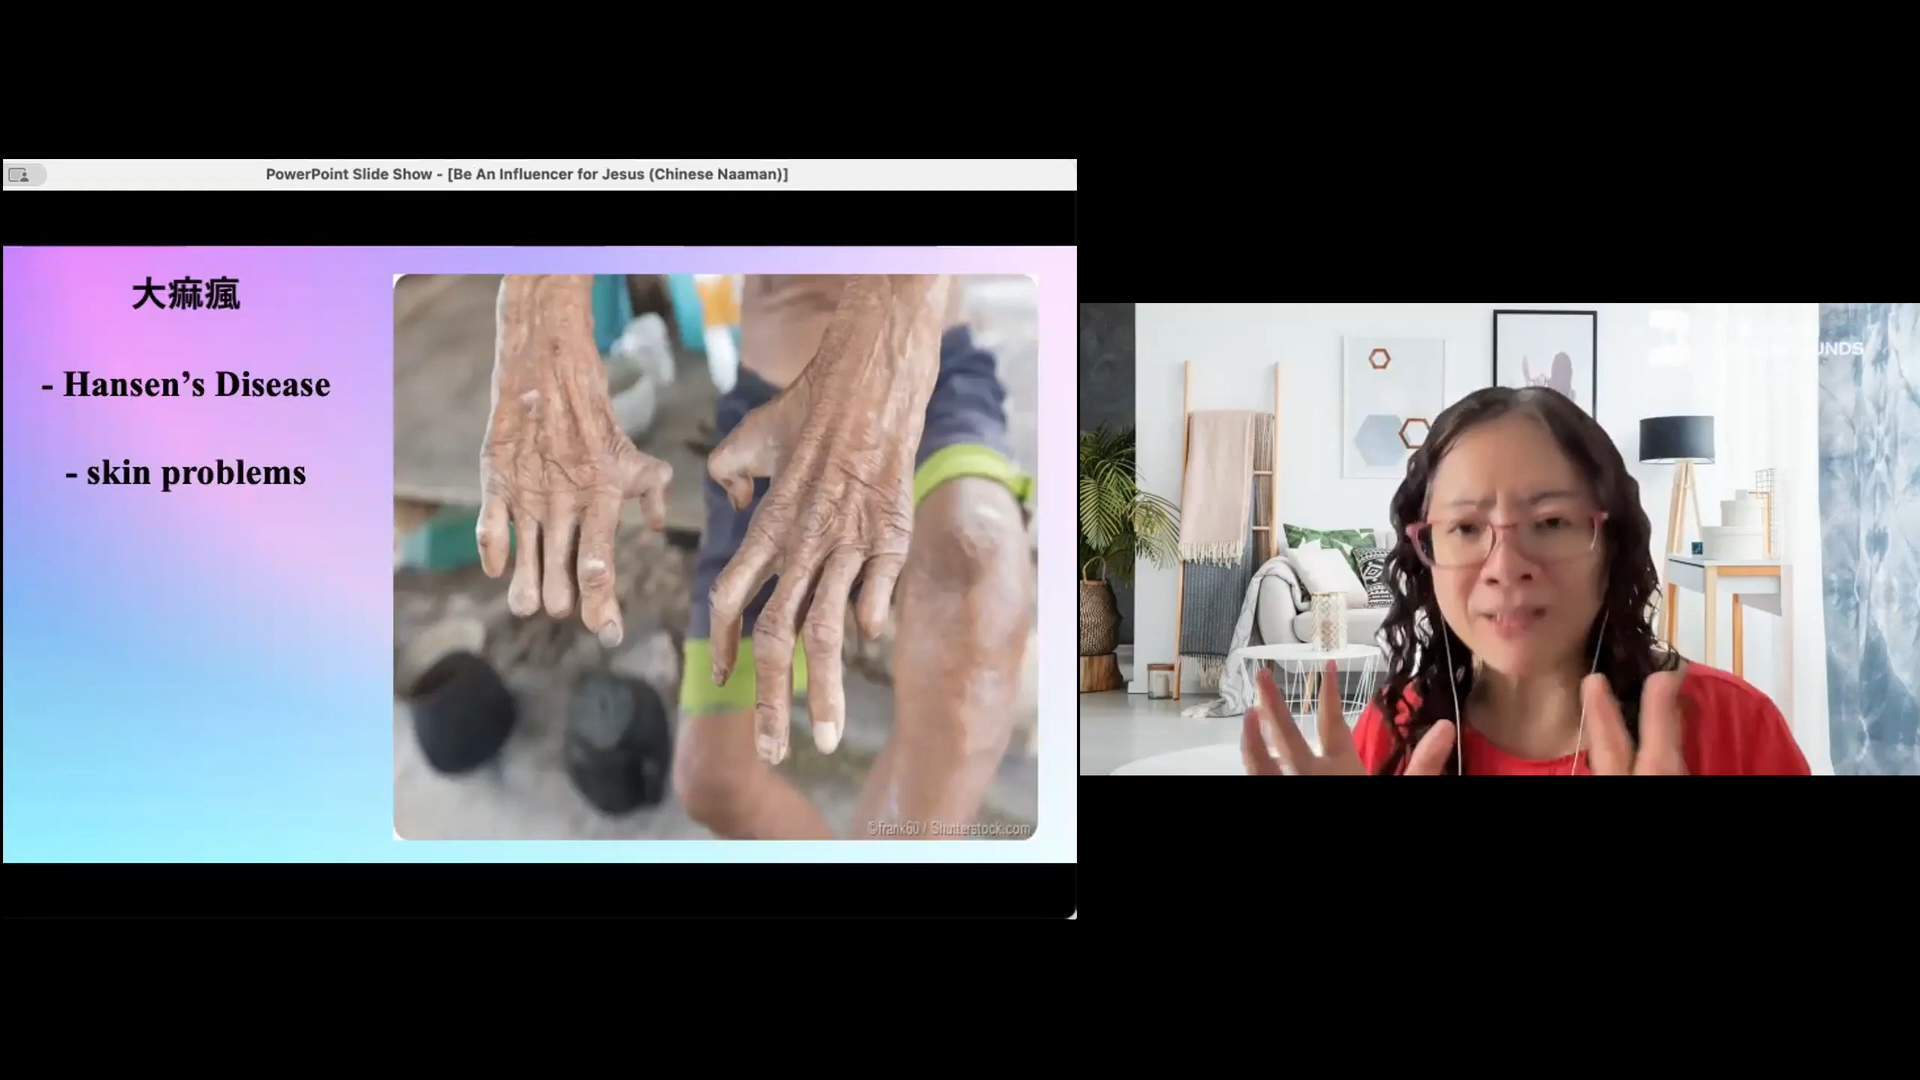 PowerPoint Slide Show - [Be An Influencer for Jesus (Chinese Naaman)]
大痲瘋
- Hansen’s Disease
- skin problems
©frank60 / Shutterstock.com
UNDS